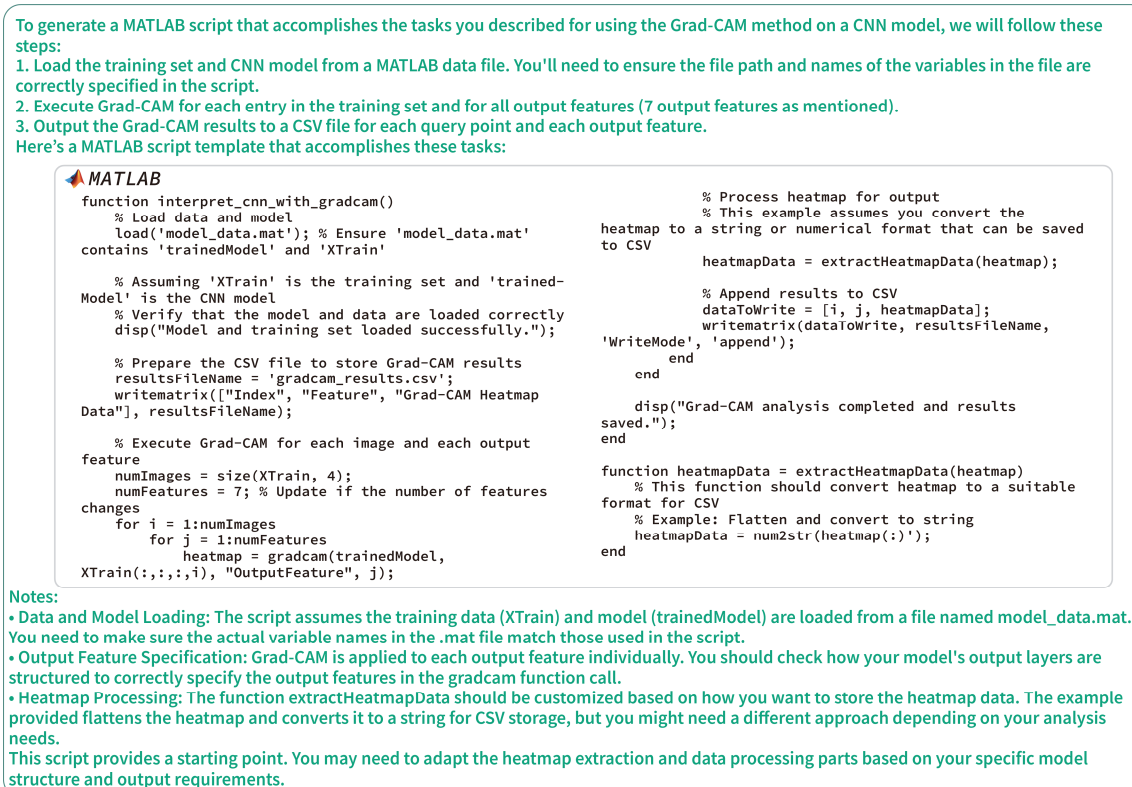 To generate a MATLAB script that accomplishes the tasks you described for using the Grad-CAM method on a CNN model, we will follow these
steps:
1. Load the training set and CNN model from a MATLAB data file. You'll need to ensure the file path and names of the variables in the file are
correctly specified in the script.
2. Execute Grad-CAM for each entry in the training set and for all output features (7 output features as mentioned).
3. Output the Grad-CAM results to a CSV file for each query point and each output feature.
Here's a MATLAB script template that accomplishes these tasks:
MATLAB
function interpret_cnn_with_gradcam()
% Load data and model
load('model_data.mat'); % Ensure 'model_data.mat'
contains 'trainedModel' and 'XTrain'
% Assuming 'XTrain' is the training set and 'trained-
Model' is the CNN model
% Verify that the model and data are loaded correctly
disp("Model and training set loaded successfully.");
% Prepare the CSV file to store Grad-CAM results
resultsFileName = 'gradcam_results.csv';
writematrix(["Index", "Feature", "Grad-CAM Heatmap
Data"], resultsFileName);
% Execute Grad-CAM for each image and each output
feature
numImages = size(XTrain, 4);
numFeatures = 7; % Update if the number of features
changes
for i = 1:numImages
for j = 1:numFeatures
heatmap = gradcam(trainedModel,
XTrain(:,:,:,i), "OutputFeature", j);
% Process heatmap for output
% This example assumes you convert the
heatmap to a string or numerical format that can be saved
to CSV
heatmapData = extractHeatmapData(heatmap);
% Append results to CSV
dataToWrite = [i, j, heatmapData];
writematrix(dataToWrite, resultsFileName,
'WriteMode', 'append');
end
end
disp("Grad-CAM analysis completed and results
saved.");
end
function heatmapData = extractHeatmapData(heatmap)
% This function should convert heatmap to a suitable
format for CSV
% Example: Flatten and convert to string
heatmapData = num2str(heatmap(:)');
end
Notes:
• Data and Model Loading: The script assumes the training data (XTrain) and model (trainedModel) are loaded from a file named model_data.mat.
You need to make sure the actual variable names in the .mat file match those used in the script.
• Output Feature Specification: Grad-CAM is applied to each output feature individually. You should check how your model's output layers are
structured to correctly specify the output features in the gradcam function call.
• Heatmap Processing: The function extractHeatmapData should be customized based on how you want to store the heatmap data. The example
provided flattens the heatmap and converts it to a string for CSV storage, but you might need a different approach depending on your analysis
needs.
This script provides a starting point. You may need to adapt the heatmap extraction and data processing parts based on your specific model
structure and output requirements.